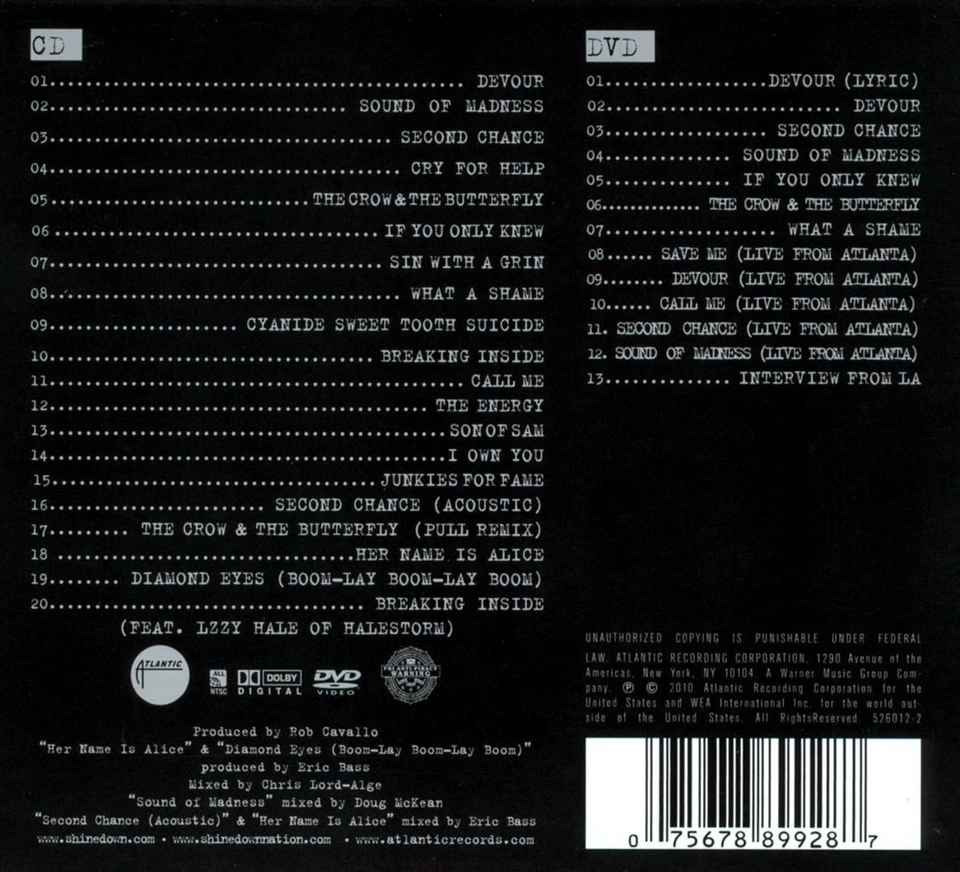 CD
01 DEVOUR
02 SOUND OF MADNESS
03 SECOND CHANCE
04 CRY FOR HELP
05 THE CROW & THE BUTTERFLY
06 IF YOU ONLY KNEW
07 SIN WITH A GRIN
08 WHAT A SHAME
09 CYANIDE SWEET TOOTH SUICIDE
10 BREAKING INSIDE
11 CALL ME
12 THE ENERGY
13 SON OF SAM
14 I OWN YOU
15 JUNKIES FOR FAME
16 SECOND CHANCE (ACOUSTIC)
17 THE CROW & THE BUTTERFLY (PULL REMIX)
18 HER NAME IS ALICE
19 DIAMOND EYES (BOOM-LAY BOOM-LAY BOOM)
20 BREAKING INSIDE
(FEAT. LZZY HALE OF HALESTORM)
ATLANTIC
ALL
NTSC
DOLBY
DIGITAL
DVD
VIDEO
FBI ANTI-PIRACY
WARNING
Produced by Rob Cavallo
"Her Name Is Alice" & "Diamond Eyes (Boom-Lay Boom-Lay Boom)"
produced by Eric Bass
Mixed by Chris Lord-Alge
"Sound of Madness" mixed by Doug McKean
"Second Chance (Acoustic)" & "Her Name Is Alice" mixed by Eric Bass
www.shinedown.com • www.shinedownnation.com • www.atlanticrecords.com
DVD
01 DEVOUR (LYRIC)
02 DEVOUR
03 SECOND CHANCE
04 SOUND OF MADNESS
05 IF YOU ONLY KNEW
06 THE CROW & THE BUTTERFLY
07 WHAT A SHAME
08 SAVE ME (LIVE FROM ATLANTA)
09 DEVOUR (LIVE FROM ATLANTA)
10 CALL ME (LIVE FROM ATLANTA)
11. SECOND CHANCE (LIVE FROM ATLANTA)
12. SOUND OF MADNESS (LIVE FROM ATLANTA)
13 INTERVIEW FROM LA
UNAUTHORIZED COPYING IS PUNISHABLE UNDER FEDERAL
LAW. ATLANTIC RECORDING CORPORATION, 1290 Avenue of the
Americas, New York, NY 10104. A Warner Music Group Com-
pany. ℗ © 2010 Atlantic Recording Corporation for the
United States and WEA International Inc. for the world out-
side of the United States. All RightsReserved. 526012-2
0 75678 89928 7